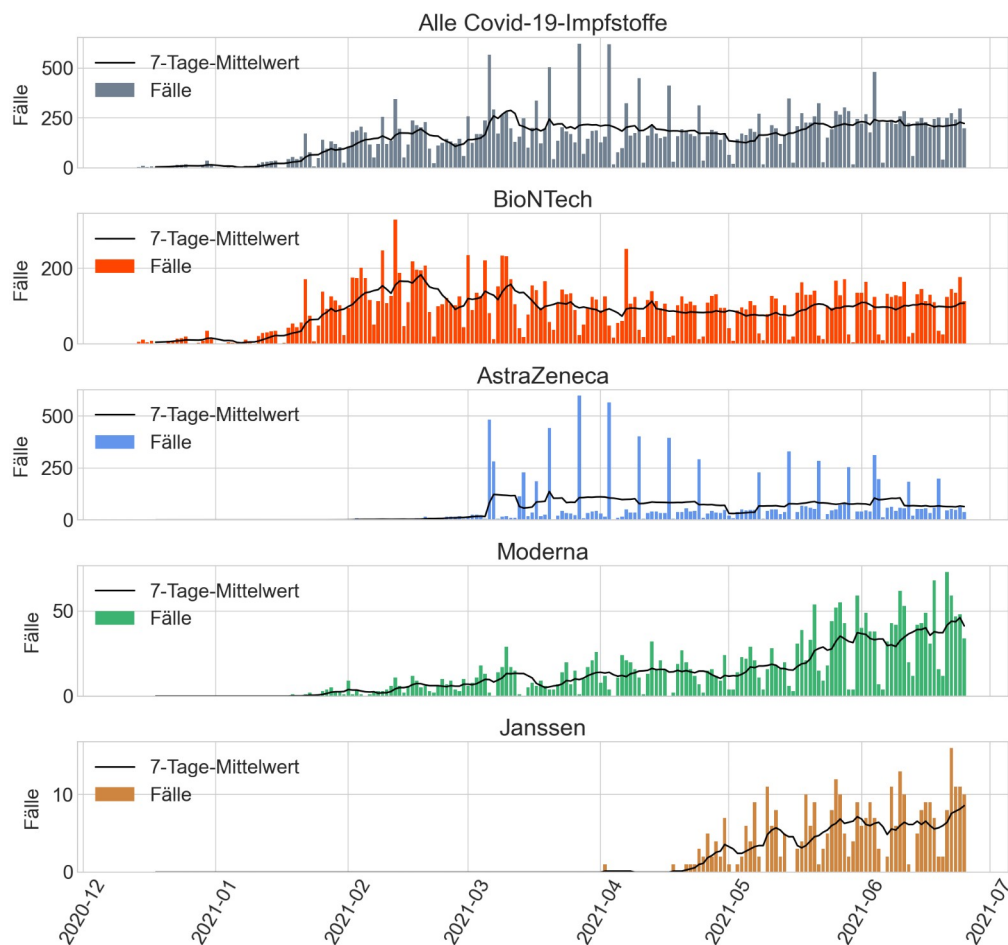 Alle Covid-19-Impfstoffe
Fälle
500
250
0
7-Tage-Mittelwert
Fälle
BioNTech
Fälle
200
0
7-Tage-Mittelwert
Fälle
AstraZeneca
Fälle
500
250
0
7-Tage-Mittelwert
Fälle
Moderna
Fälle
50
0
7-Tage-Mittelwert
Fälle
Janssen
Fälle
10
0
7-Tage-Mittelwert
Fälle
2020-12
2021-01
2021-02
2021-03
2021-04
2021-05
2021-06
2021-07